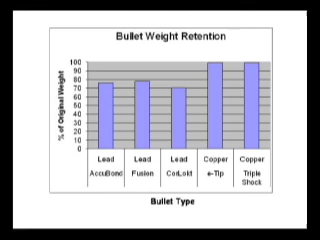 Bullet Weight Retention
% of Original Weight
100
90
80
70
60
50
40
30
20
10
0
Lead Lead Lead Copper Copper
AccuBond Fusion CorLokt e-Tip Triple
Shock
Bullet Type